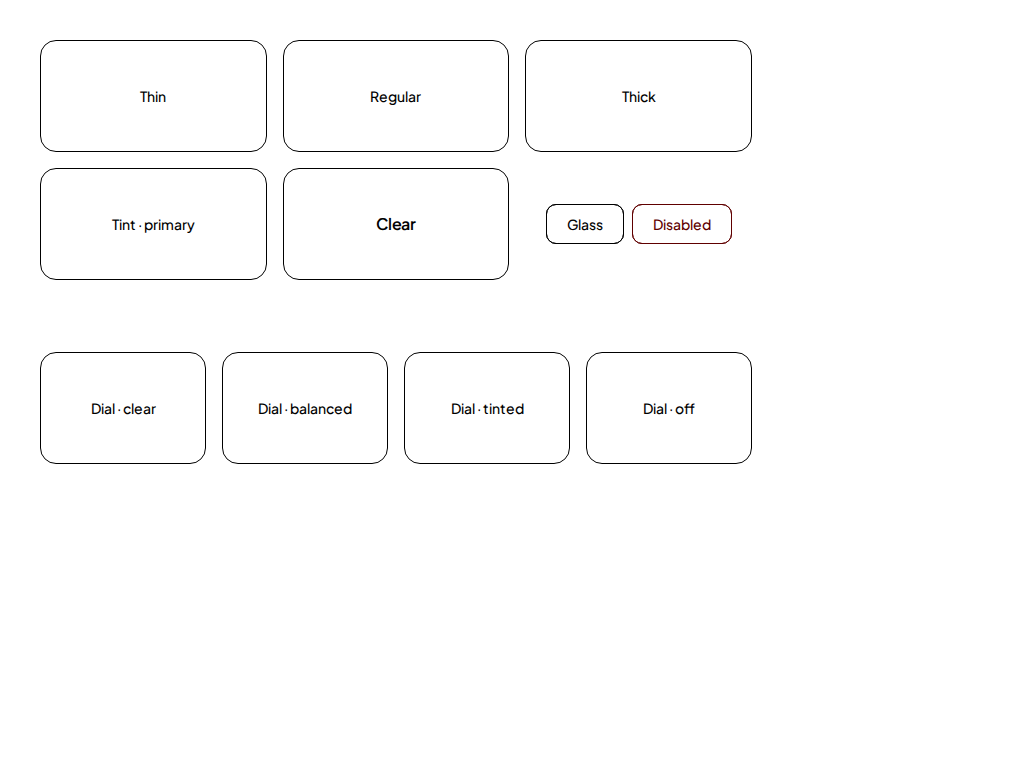 Thin
Regular
Thick
Tint · primary
Clear
Glass
Disabled
Dial · clear
Dial · balanced
Dial · tinted
Dial · off